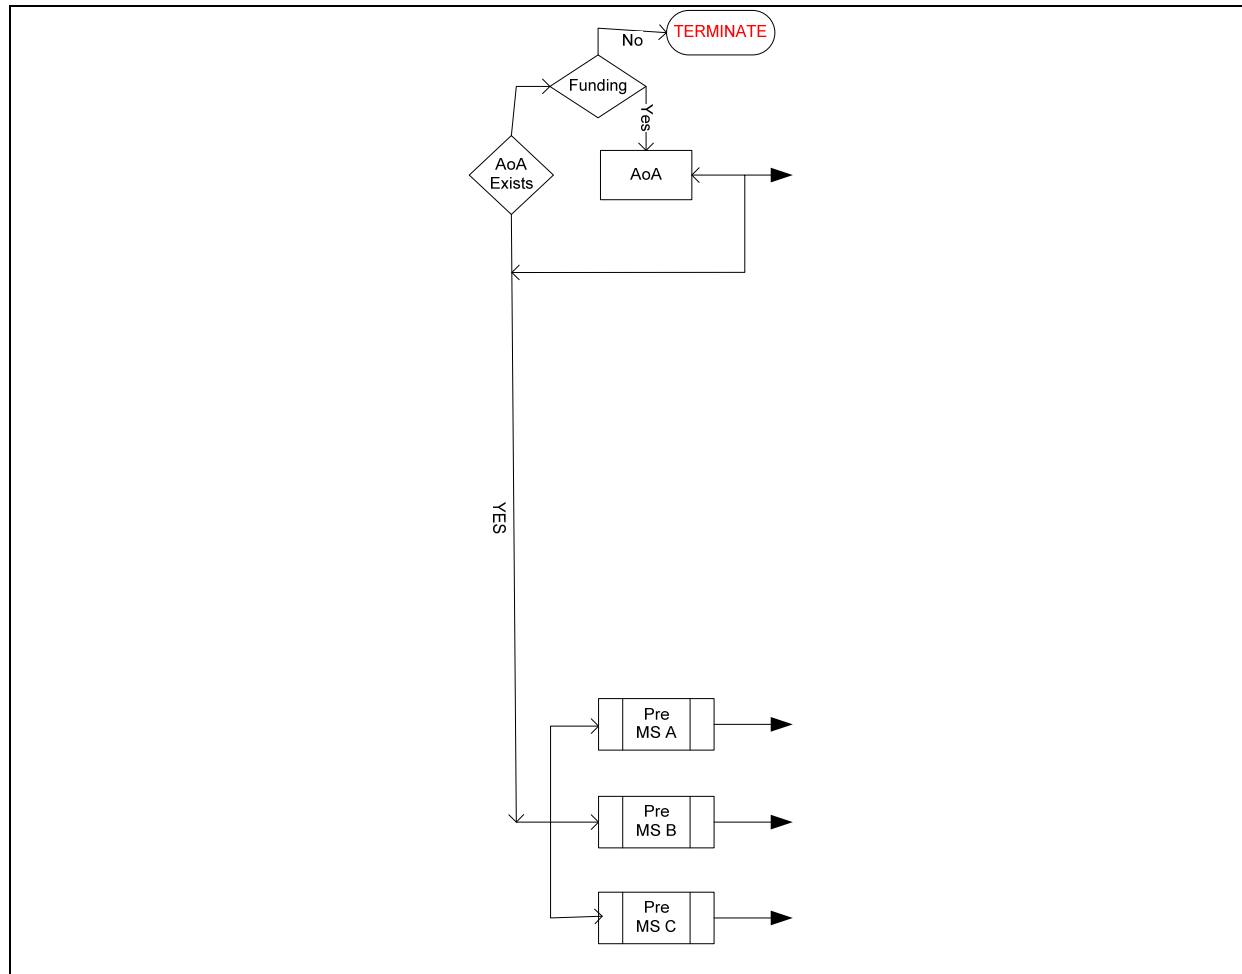 TERMINATE
No
Funding
Yes
AoA
Exists
AoA
YES
Pre
MS A
Pre
MS B
Pre
MS C